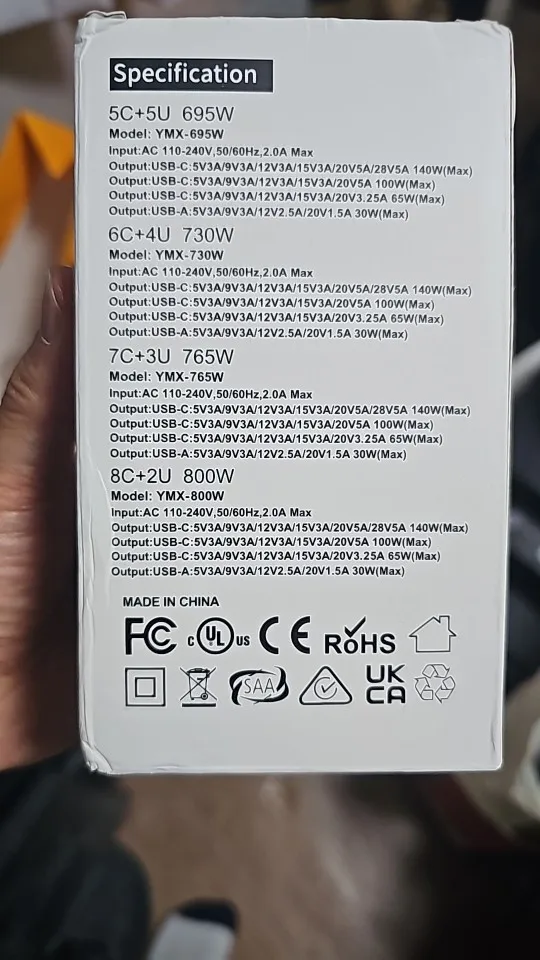 Specification
5C+5U 695W
Model: YMX-695W
Input:AC 110-240V,50/60Hz,2.0A Max
Output:USB-C:5V3A/9V3A/12V3A/15V3A/20V5A/28V5A 140W(Max)
Output:USB-C:5V3A/9V3A/12V3A/15V3A/20V5A 100W(Max)
Output:USB-C:5V3A/9V3A/12V3A/15V3A/20V3.25A 65W(Max)
Output:USB-A:5V3A/9V3A/12V2.5A/20V1.5A 30W(Max)
6C+4U 730W
Model: YMX-730W
Input:AC 110-240V,50/60Hz,2.0A Max
Output:USB-C:5V3A/9V3A/12V3A/15V3A/20V5A/28V5A 140W(Max)
Output:USB-C:5V3A/9V3A/12V3A/15V3A/20V5A 100W(Max)
Output:USB-C:5V3A/9V3A/12V3A/15V3A/20V3.25A 65W(Max)
Output:USB-A:5V3A/9V3A/12V2.5A/20V1.5A 30W(Max)
7C+3U 765W
Model: YMX-765W
Input:AC 110-240V,50/60Hz,2.0A Max
Output:USB-C:5V3A/9V3A/12V3A/15V3A/20V5A/28V5A 140W(Max)
Output:USB-C:5V3A/9V3A/12V3A/15V3A/20V5A 100W(Max)
Output:USB-C:5V3A/9V3A/12V3A/15V3A/20V3.25A 65W(Max)
Output:USB-A:5V3A/9V3A/12V2.5A/20V1.5A 30W(Max)
8C+2U 800W
Model: YMX-800W
Input:AC 110-240V,50/60Hz,2.0A Max
Output:USB-C:5V3A/9V3A/12V3A/15V3A/20V5A/28V5A 140W(Max)
Output:USB-C:5V3A/9V3A/12V3A/15V3A/20V5A 100W(Max)
Output:USB-C:5V3A/9V3A/12V3A/15V3A/20V3.25A 65W(Max)
Output:USB-A:5V3A/9V3A/12V2.5A/20V1.5A 30W(Max)
MADE IN CHINA
FC c UL US CE RoHS
SAA UK CA